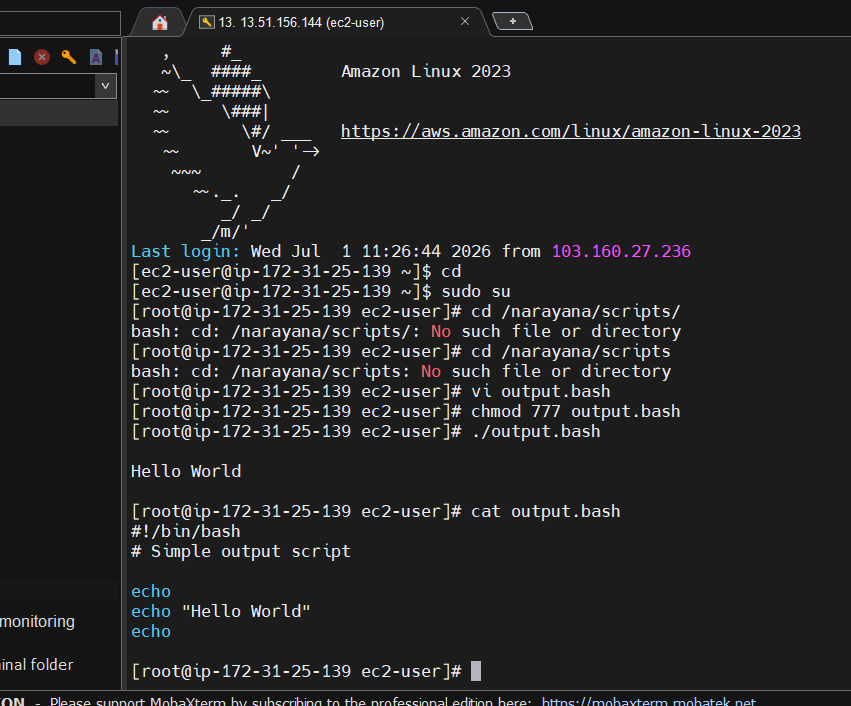 13. 13.51.156.144 (ec2-user)
   ,     #_
   ~\_  ####_        Amazon Linux 2023
  ~~  \_#####\
  ~~     \###|
  ~~       \#/ ___   https://aws.amazon.com/linux/amazon-linux-2023
   ~~       V~' '->
    ~~~         /
      ~~._.   _/
         _/ _/
       _/m/'
Last login: Wed Jul  1 11:26:44 2026 from 103.160.27.236
[ec2-user@ip-172-31-25-139 ~]$ cd
[ec2-user@ip-172-31-25-139 ~]$ sudo su
[root@ip-172-31-25-139 ec2-user]# cd /narayana/scripts/
bash: cd: /narayana/scripts/: No such file or directory
[root@ip-172-31-25-139 ec2-user]# cd /narayana/scripts
bash: cd: /narayana/scripts: No such file or directory
[root@ip-172-31-25-139 ec2-user]# vi output.bash
[root@ip-172-31-25-139 ec2-user]# chmod 777 output.bash
[root@ip-172-31-25-139 ec2-user]# ./output.bash

Hello World

[root@ip-172-31-25-139 ec2-user]# cat output.bash
#!/bin/bash
# Simple output script

echo
echo "Hello World"
echo

[root@ip-172-31-25-139 ec2-user]#
monitoring
inal folder
ON - Please support MobaXterm by subscribing to the professional edition here: https://mobaxterm.mobatek.net